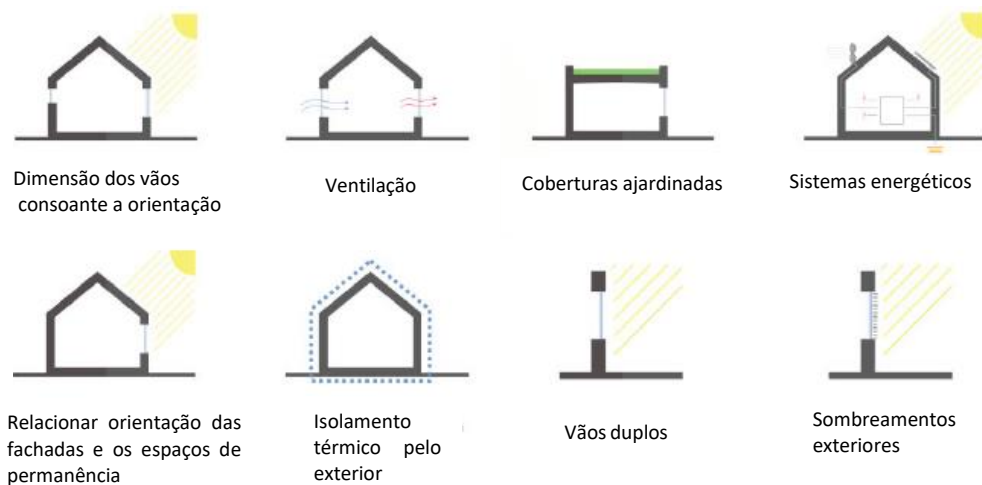 Dimensão dos vãos
consoante a orientação
Ventilação
Coberturas ajardinadas
Sistemas energéticos
Relacionar orientação das
fachadas e os espaços de
permanência
Isolamento
térmico pelo
exterior
Vãos duplos
Sombreamentos
exteriores